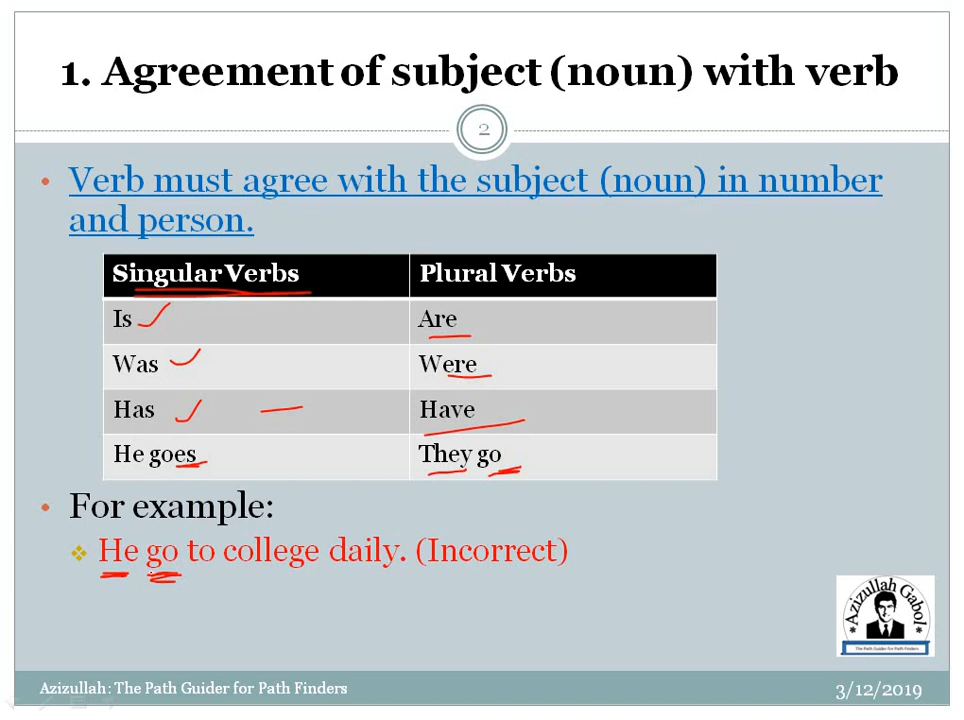 1. Agreement of subject (noun) with verb
2
• Verb must agree with the subject (noun) in number
and person.
Singular Verbs Plural Verbs
Is Are
Was Were
Has Have
He goes They go
• For example:
❖ He go to college daily. (Incorrect)
*Azizullah Gabol*
The Path Guider for Path Finders
Azizullah: The Path Guider for Path Finders
3/12/2019